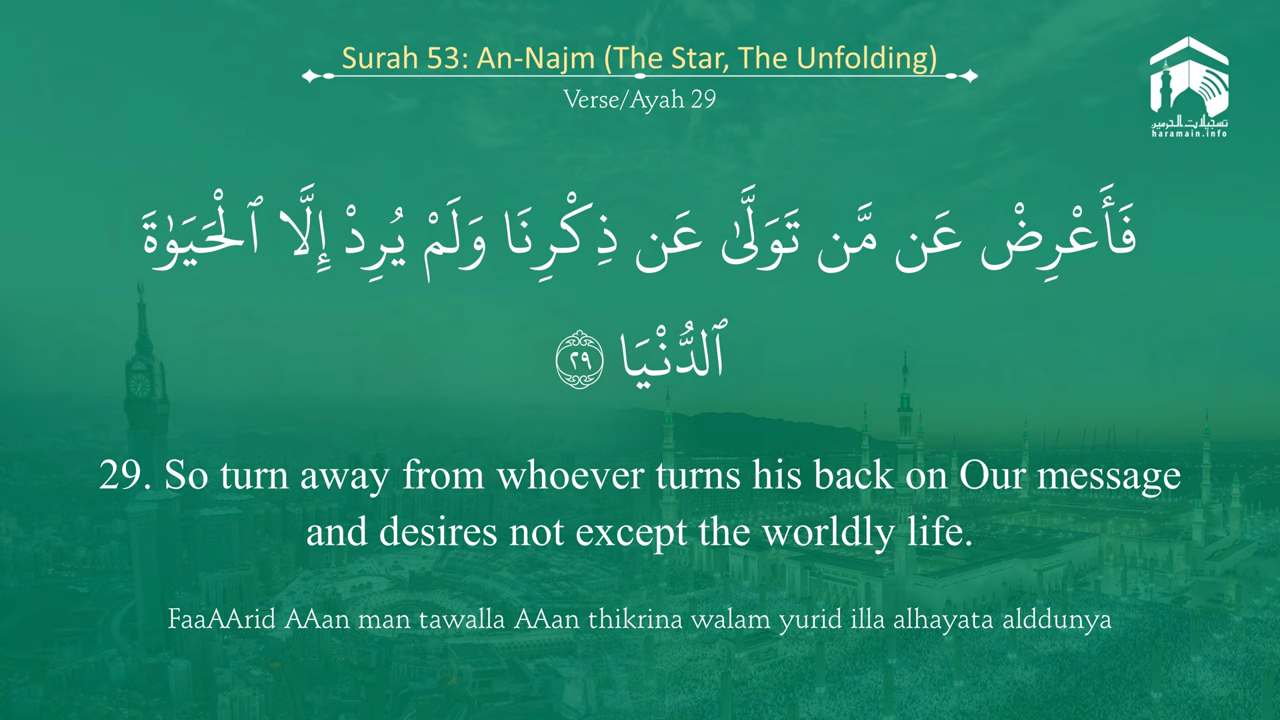 Surah 53: An-Najm (The Star, The Unfolding)
Verse/Ayah 29
تسجيلات الحرمين
haramain.info
فَأَعْرِضْ عَن مَّن تَوَلَّىٰ عَن ذِكْرِنَا وَلَمْ يُرِدْ إِلَّا ٱلْحَيَوٰةَ
ٱلدُّنْيَا ٢٩
29. So turn away from whoever turns his back on Our message
and desires not except the worldly life.
FaaAArid AAan man tawalla AAan thikrina walam yurid illa alhayata alddunya